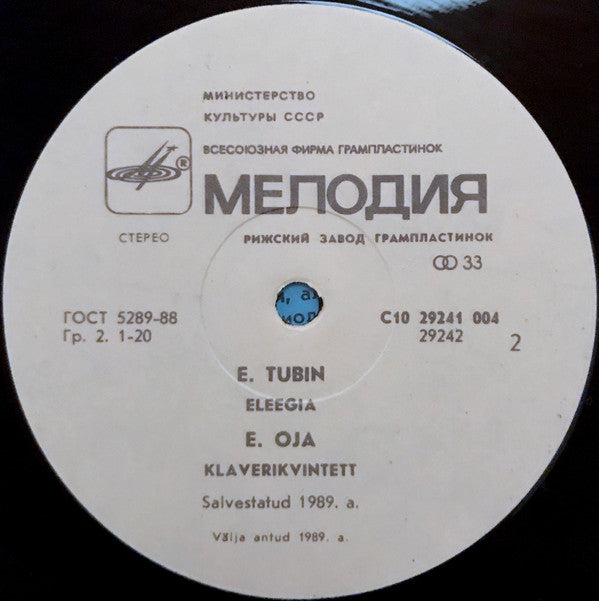 МИНИСТЕРСТВО
КУЛЬТУРЫ СССР
ВСЕСОЮЗНАЯ ФИРМА ГРАМПЛАСТИНОК
®
МЕЛОДИЯ
СТЕРЕО
РИЖСКИЙ ЗАВОД ГРАМПЛАСТИНОК
33
ГОСТ 5289-88
Гр. 2. 1-20
С10 29241 004
29242
2
E. TUBIN
ELEEGIA
E. OJA
KLAVERIKVINTETT
Salvestatud 1989. a.
Välja antud 1989. a.